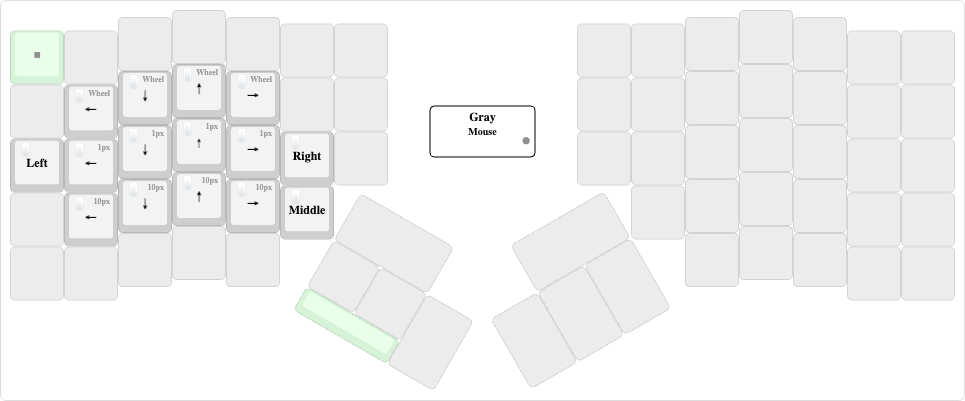 Wheel
←
Wheel
↓
Wheel
↑
Wheel
→
Gray
Mouse
Left
1px
←
1px
↓
1px
↑
1px
→
Right
10px
←
10px
↓
10px
↑
10px
→
Middle